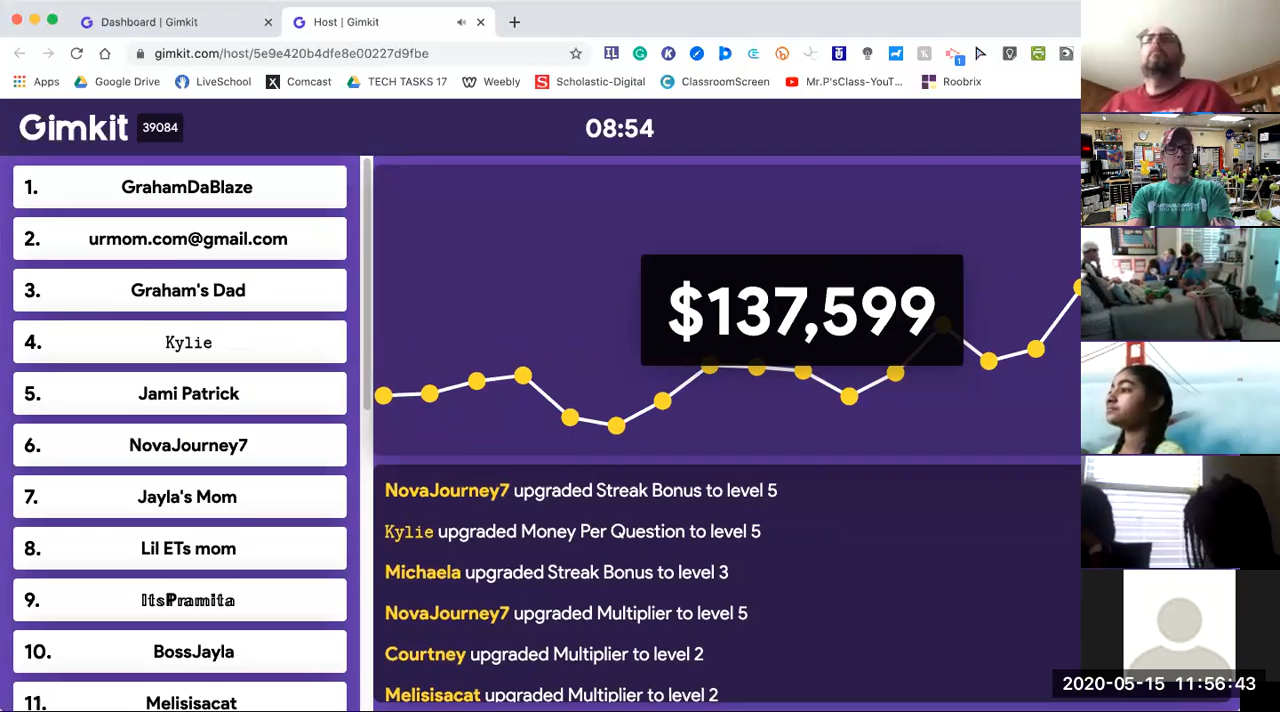 Dashboard | Gimkit
Host | Gimkit
gimkit.com/host/5e9e420b4dfe8e00227d9fbe
Apps Google Drive LiveSchool Comcast TECH TASKS 17 Weebly Scholastic-Digital ClassroomScreen Mr.P'sClass-YouT... Roobrix
Gimkit 39084 08:54
1. GrahamDaBlaze
2. urmom.com@gmail.com
3. Graham's Dad
4. Kylie
5. Jami Patrick
6. NovaJourney7
7. Jayla's Mom
8. Lil ETs mom
9. ItsPramita
10. BossJayla
11. Melisisacat
$137,599
NovaJourney7 upgraded Streak Bonus to level 5
Kylie upgraded Money Per Question to level 5
Michaela upgraded Streak Bonus to level 3
NovaJourney7 upgraded Multiplier to level 5
Courtney upgraded Multiplier to level 2
Melisisacat upgraded Multiplier to level 2
2020-05-15 11:56:43